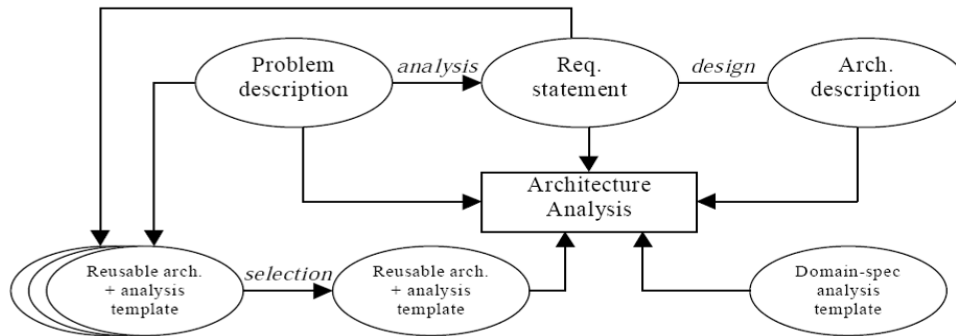 Problem
description
analysis
Req.
statement
design
Arch.
description
Architecture
Analysis
Reusable arch.
+ analysis
template
selection
Reusable arch.
+ analysis
template
Domain-spec
analysis
template